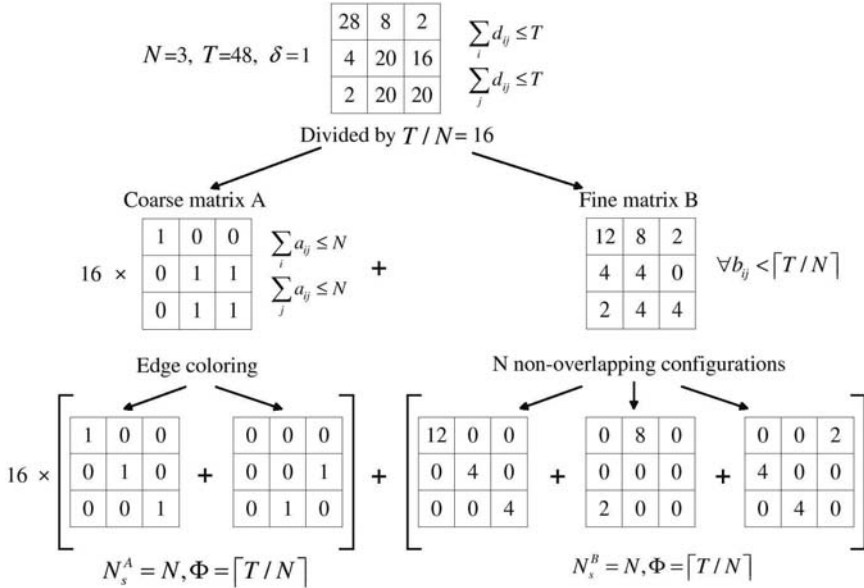 28 8 2
N=3, T=48, δ=1
4 20 16
2 20 20
∑_i d_ij ≤ T
∑_j d_ij ≤ T
Divided by T / N = 16
Coarse matrix A
16 ×
1 0 0
0 1 1
0 1 1
∑_i a_ij ≤ N
∑_j a_ij ≤ N
+
Fine matrix B
12 8 2
4 4 0
2 4 4
∀b_ij < ⌈T / N⌉
Edge coloring
N non-overlapping configurations
16 ×
1 0 0
0 1 0
0 0 1
+
0 0 0
0 0 1
0 1 0
+
12 0 0
0 4 0
0 0 4
+
0 8 0
0 0 0
2 0 0
+
0 0 2
4 0 0
0 4 0
N_s^A = N, Φ = ⌈T / N⌉
N_s^B = N, Φ = ⌈T / N⌉